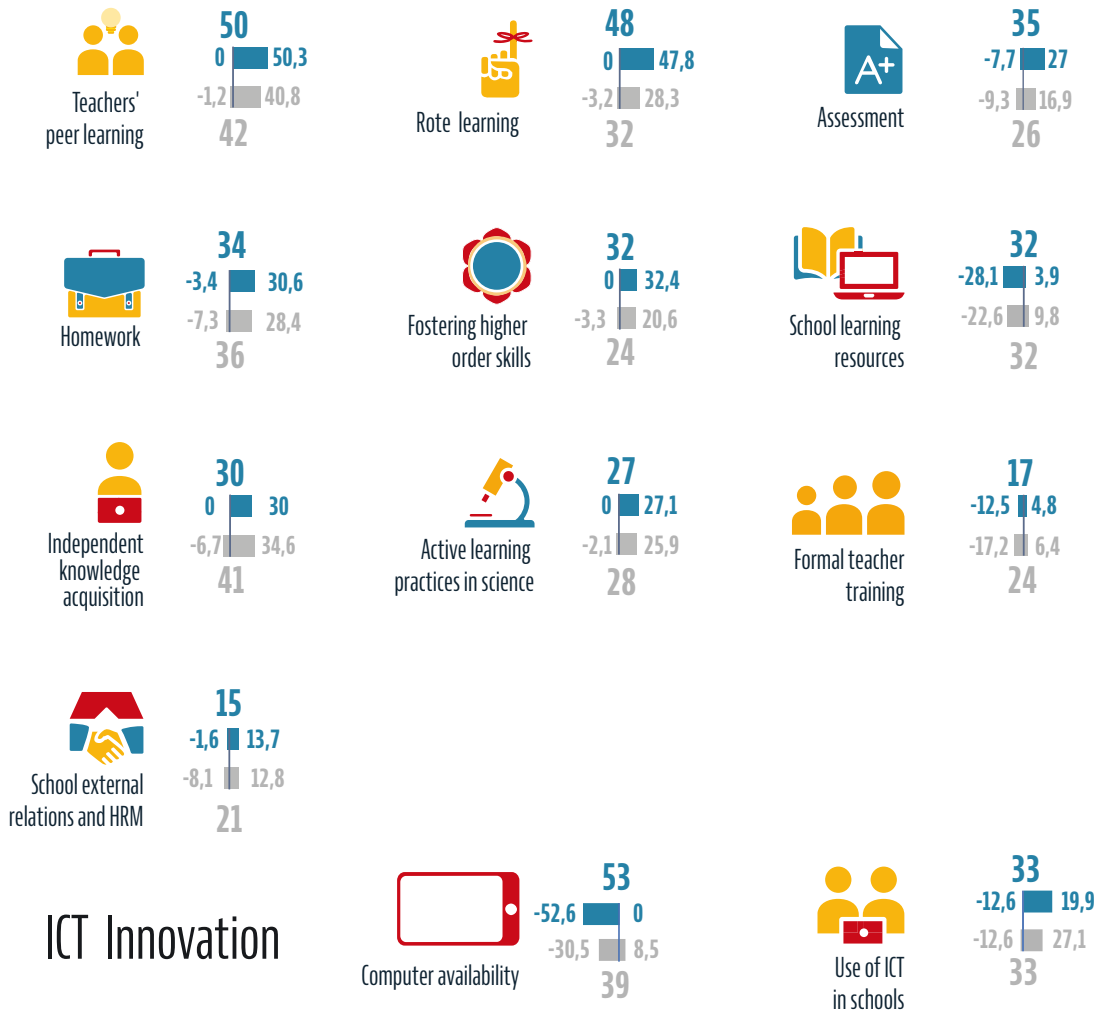 50
0 50,3
-1,2 40,8
42
Teachers'
peer learning
48
0 47,8
-3,2 28,3
32
Rote learning
A+
35
-7,7 27
-9,3 16,9
26
Assessment
34
-3,4 30,6
-7,3 28,4
36
Homework
32
0 32,4
-3,3 20,6
24
Fostering higher
order skills
32
-28,1 3,9
-22,6 9,8
32
School learning
resources
30
0 30
-6,7 34,6
41
Independent
knowledge
acquisition
27
0 27,1
-2,1 25,9
28
Active learning
practices in science
17
-12,5 4,8
-17,2 6,4
24
Formal teacher
training
15
-1,6 13,7
-8,1 12,8
21
School external
relations and HRM
ICT Innovation
53
-52,6 0
-30,5 8,5
39
Computer availability
33
-12,6 19,9
-12,6 27,1
33
Use of ICT
in schools